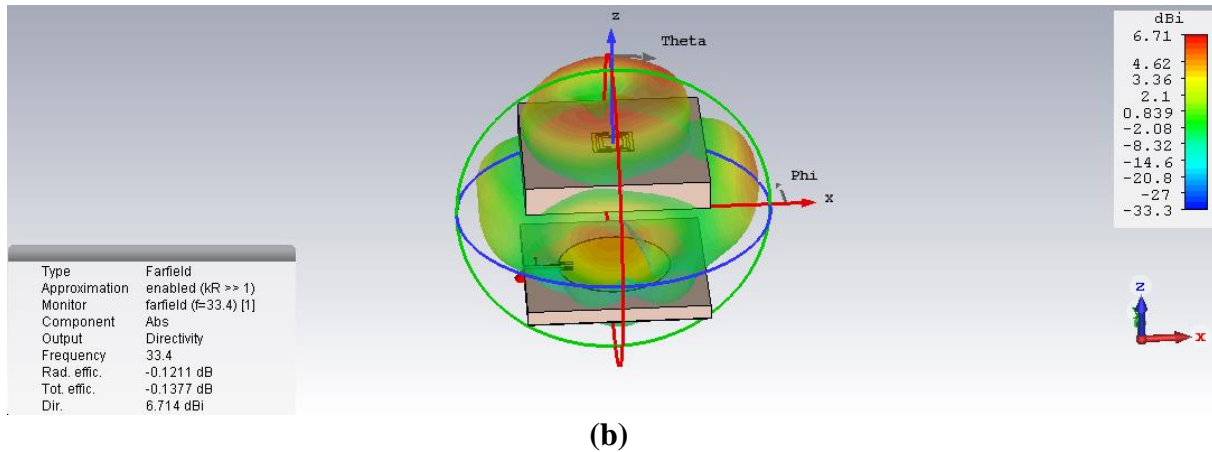 z
Theta
Phi
x
1
dBi
6.71
4.62
3.36
2.1
0.839
-2.08
-8.32
-14.6
-20.8
-27
-33.3
Type Farfield
Approximation enabled (kR >> 1)
Monitor farfield (f=33.4) [1]
Component Abs
Output Directivity
Frequency 33.4
Rad. effic. -0.1211 dB
Tot. effic. -0.1377 dB
Dir. 6.714 dBi
z
x
(b)